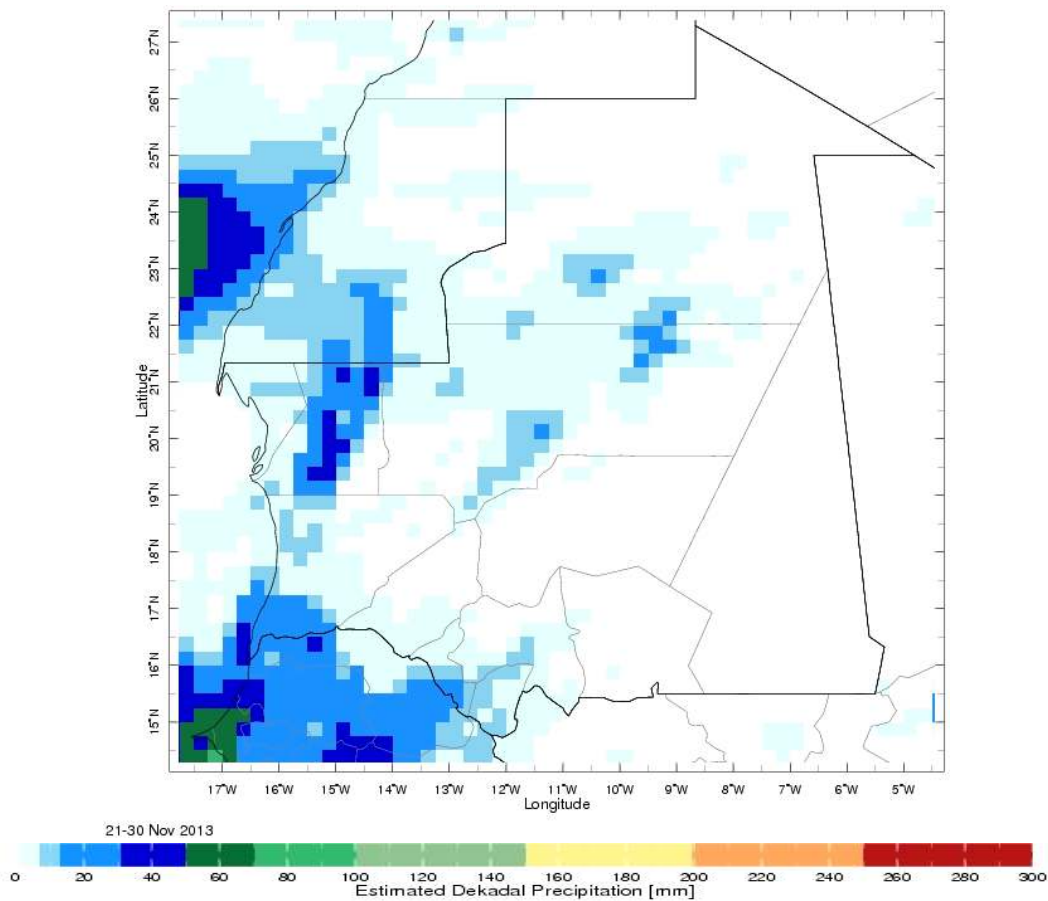 27°N
26°N
25°N
24°N
23°N
22°N
21°N
20°N
19°N
18°N
17°N
16°N
15°N
Latitude
17°W 16°W 15°W 14°W 13°W 12°W 11°W 10°W 9°W 8°W 7°W 6°W 5°W
Longitude
21-30 Nov 2013
0 20 40 60 80 100 120 140 160 180 200 220 240 260 280 300
Estimated Dekadal Precipitation [mm]